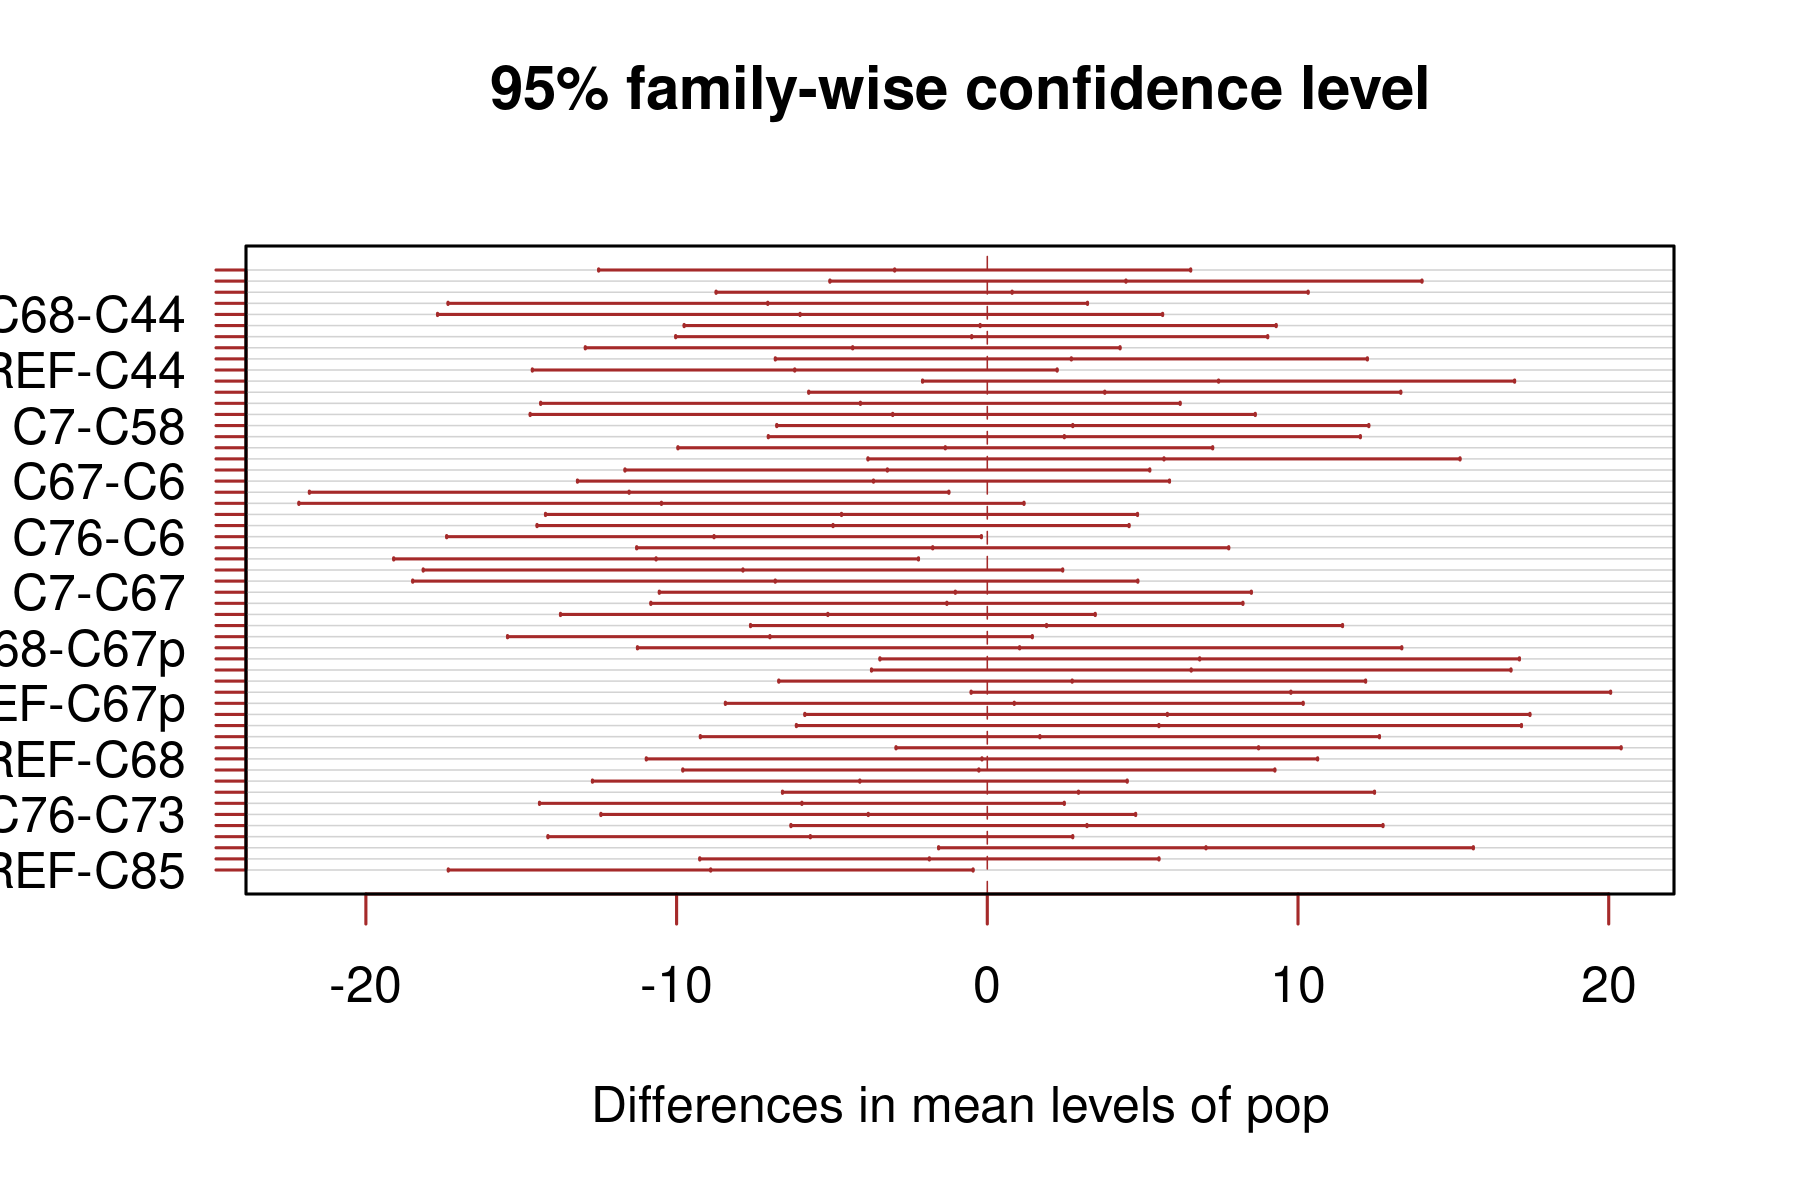 95% family-wise confidence level
C68-C44
REF-C44
C7-C58
C67-C6
C76-C6
C7-C67
68-C67p
EF-C67p
REF-C68
C76-C73
REF-C85
-20 -10 0 10 20
Differences in mean levels of pop